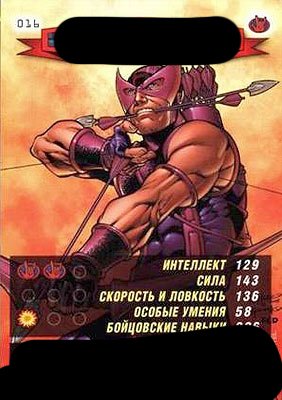 016
ИНТЕЛЛЕКТ 129
СИЛА 143
СКОРОСТЬ И ЛОВКОСТЬ 136
ОСОБЫЕ УМЕНИЯ 58
БОЙЦОВСКИЕ НАВЫКИ